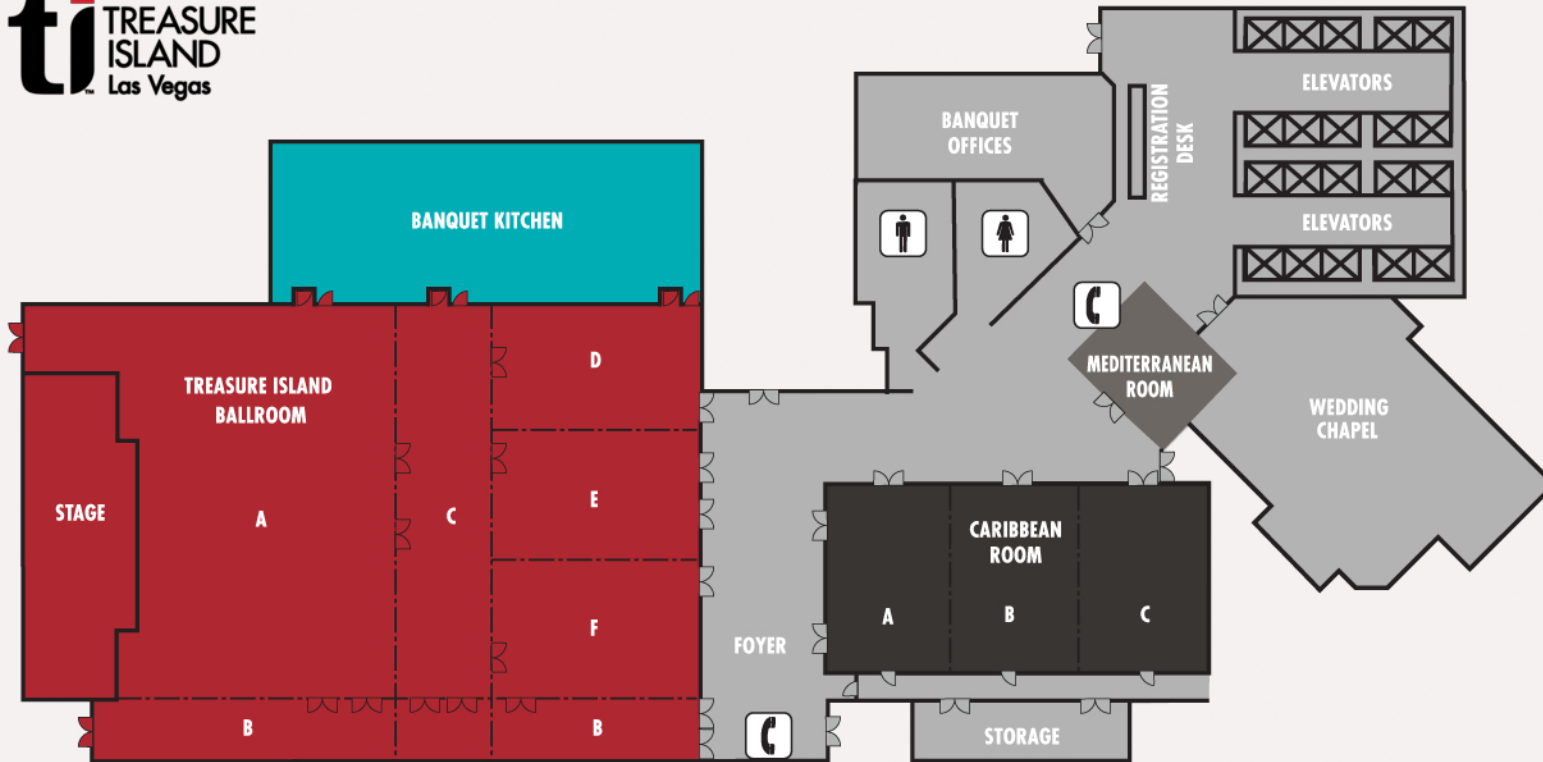 ti
TREASURE
ISLAND
Las Vegas
™
ELEVATORS
BANQUET
OFFICES
REGISTRATION
DESK
BANQUET KITCHEN
ELEVATORS
TREASURE ISLAND
BALLROOM
D
MEDITERRANEAN
ROOM
WEDDING
CHAPEL
STAGE
A
C
E
CARIBBEAN
ROOM
A
B
C
F
FOYER
B
B
STORAGE